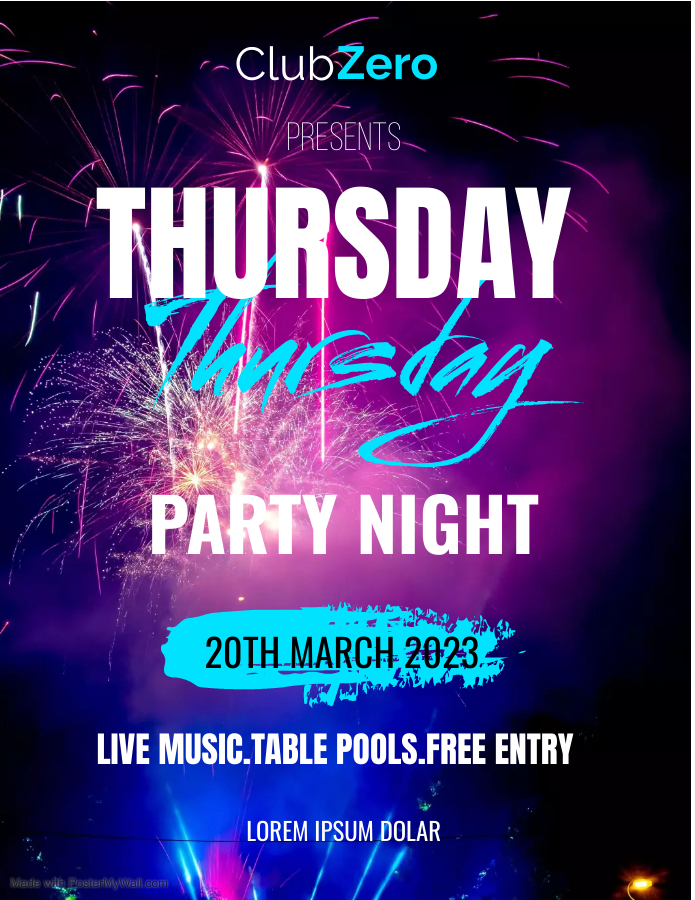 ClubZero
PRESENTS
THURSDAY
Thursday
PARTY NIGHT
20TH MARCH 2023
LIVE MUSIC.TABLE POOLS.FREE ENTRY
LOREM IPSUM DOLAR
Made with PosterMyWall.com